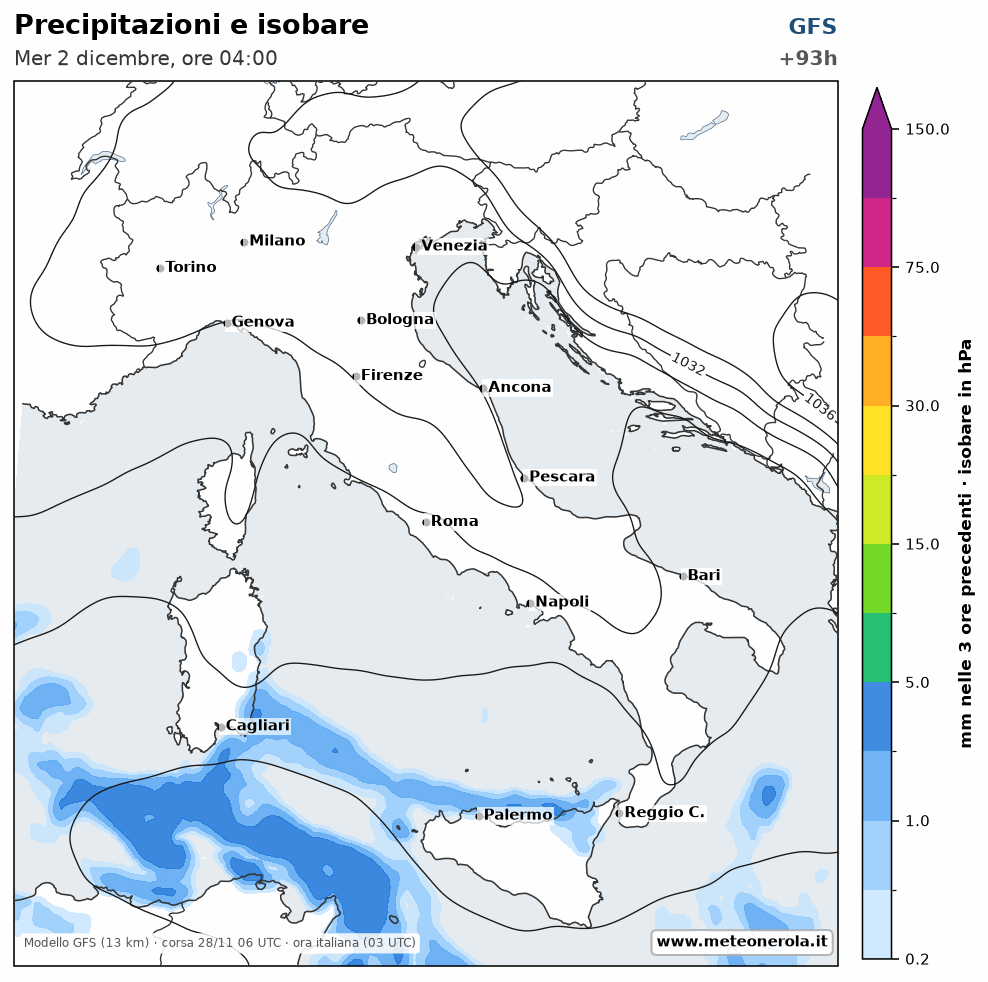 Precipitazioni e isobare
GFS
Mer 2 dicembre, ore 04:00
+93h
150.0
75.0
30.0
15.0
5.0
1.0
0.2
mm nelle 3 ore precedenti · isobare in hPa
Milano
Venezia
Torino
Genova
Bologna
1032
Firenze
Ancona
1036
Pescara
Roma
Bari
Napoli
Cagliari
Palermo
Reggio C.
Modello GFS (13 km) · corsa 28/11 06 UTC · ora italiana (03 UTC)
www.meteonerola.it